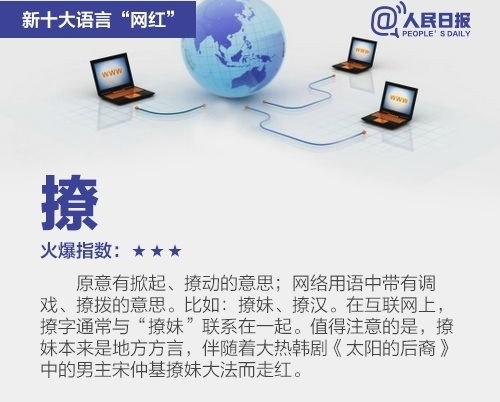 新十大语言“网红”
@人民日报
PEOPLE'S DAILY
www
www
www
撩
火爆指数：★★★
原意有掀起、撩动的意思；网络用语中带有调
戏、撩拨的意思。比如：撩妹、撩汉。在互联网上，
撩字通常与“撩妹”联系在一起。值得注意的是，撩
妹本来是地方方言，伴随着大热韩剧《太阳的后裔》
中的男主宋仲基撩妹大法而走红。